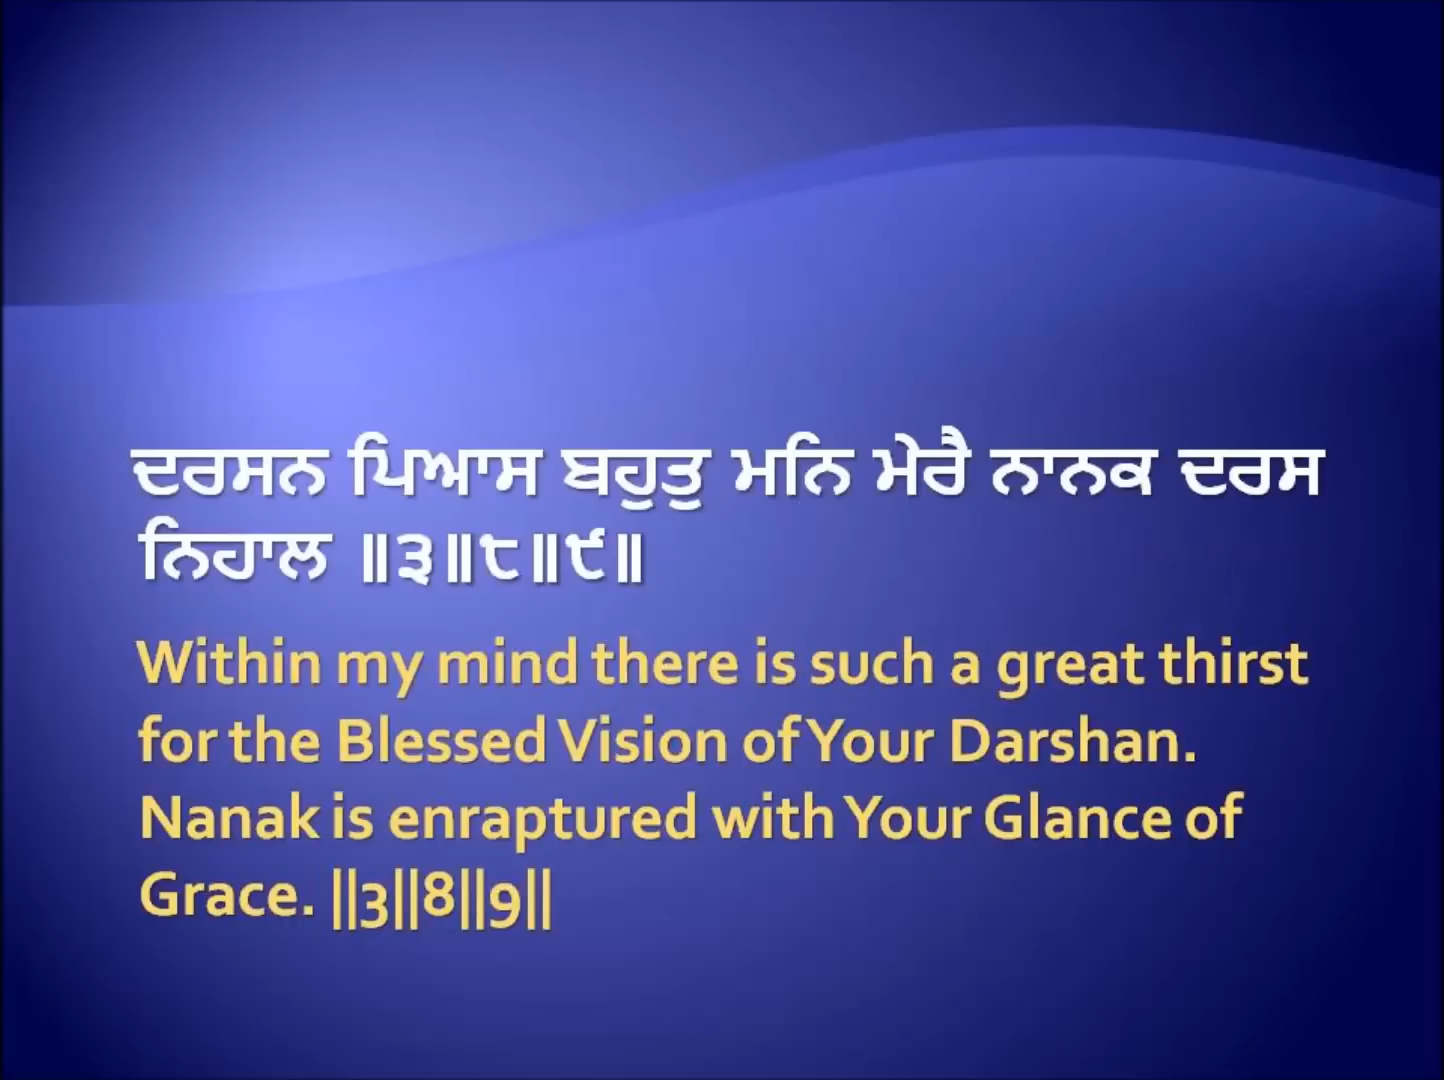 ਦਰਸਨ ਪਿਆਸ ਬਹੁਤੁ ਮਨਿ ਮੇਰੈ ਨਾਨਕ ਦਰਸ
ਨਿਹਾਲ ॥੩॥੮॥੯॥
Within my mind there is such a great thirst
for the Blessed Vision of Your Darshan.
Nanak is enraptured with Your Glance of
Grace. ||3||8||9||